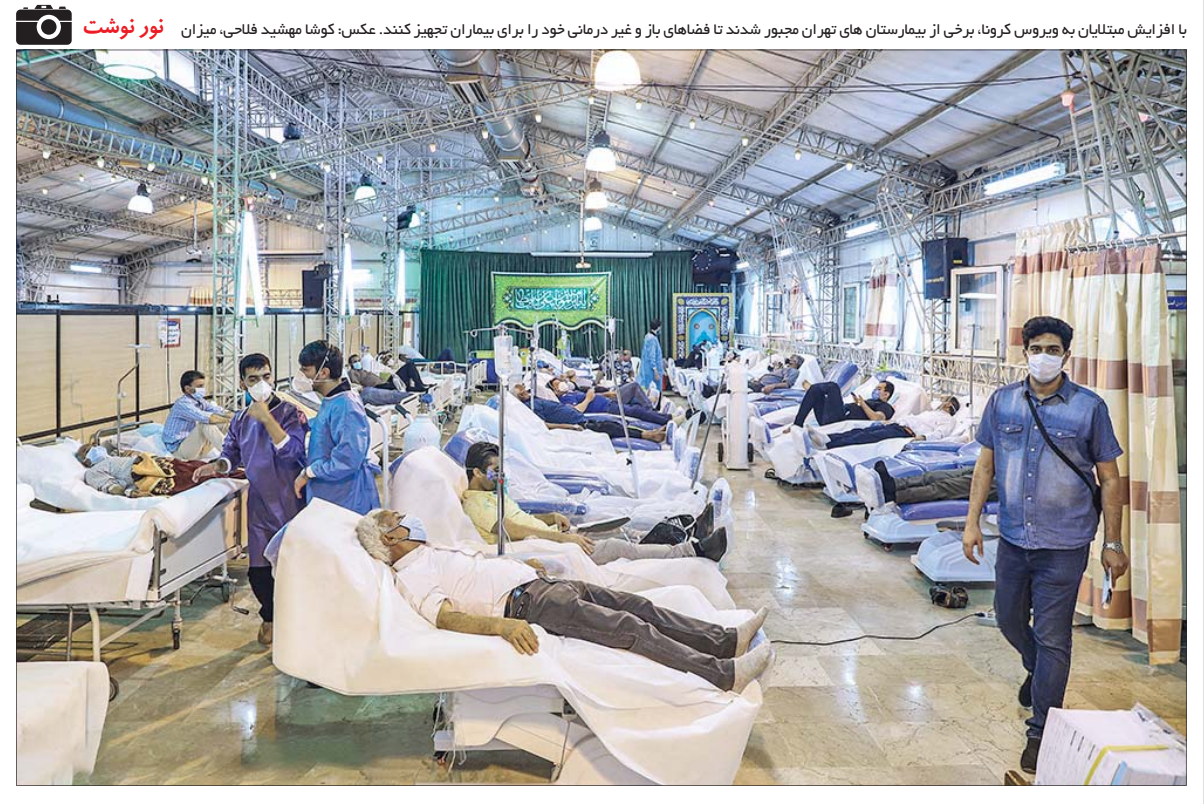 با افزایش مبتلایان به ویروس کرونا، برخی از بیمارستان های تهران مجبور شدند تا فضاهای باز و غیر درمانی خود را برای بیماران تجهیز کنند. عکس: کوشا مهشید فلاحی، میزان نور نوشت